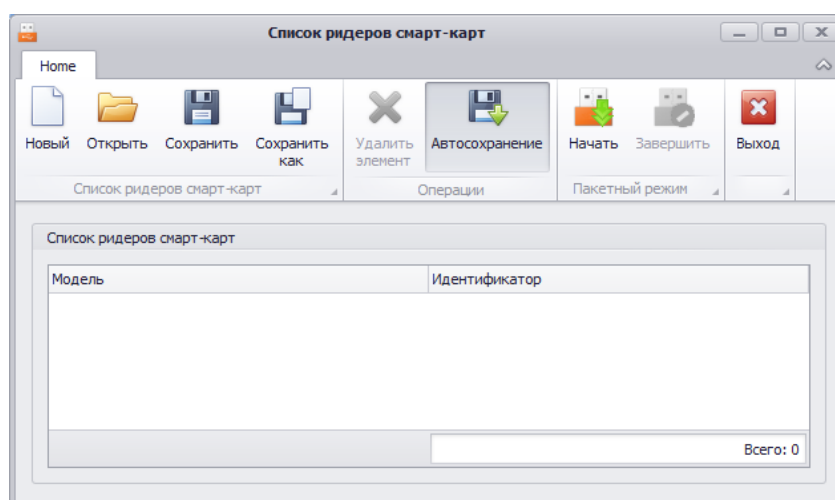 Список ридеров смарт-карт
Home
Новый Открыть Сохранить Сохранить как Удалить элемент Автосохранение Начать Завершить Выход
Список ридеров смарт-карт Операции Пакетный режим
Список ридеров смарт-карт
Модель Идентификатор
Всего: 0